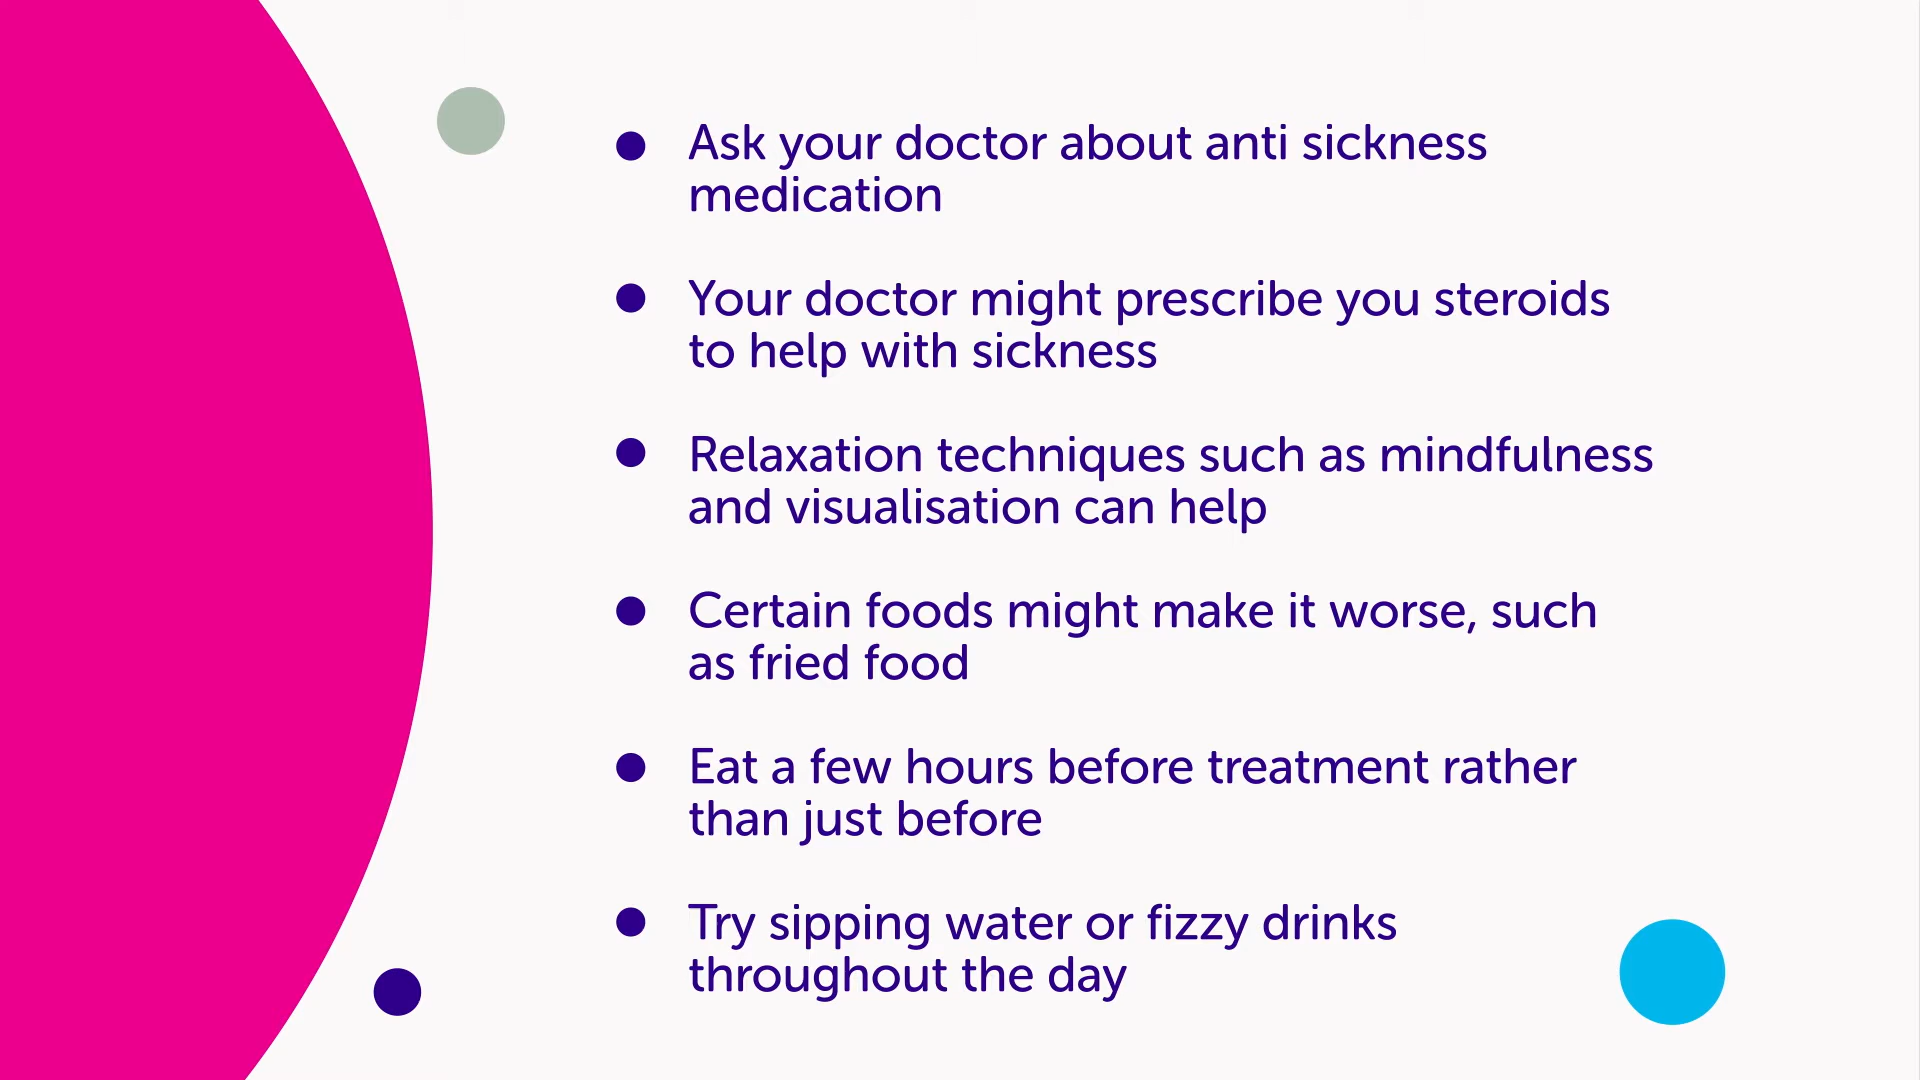 Ask your doctor about anti sickness
medication
Your doctor might prescribe you steroids
to help with sickness
Relaxation techniques such as mindfulness
and visualisation can help
Certain foods might make it worse, such
as fried food
Eat a few hours before treatment rather
than just before
Try sipping water or fizzy drinks
throughout the day